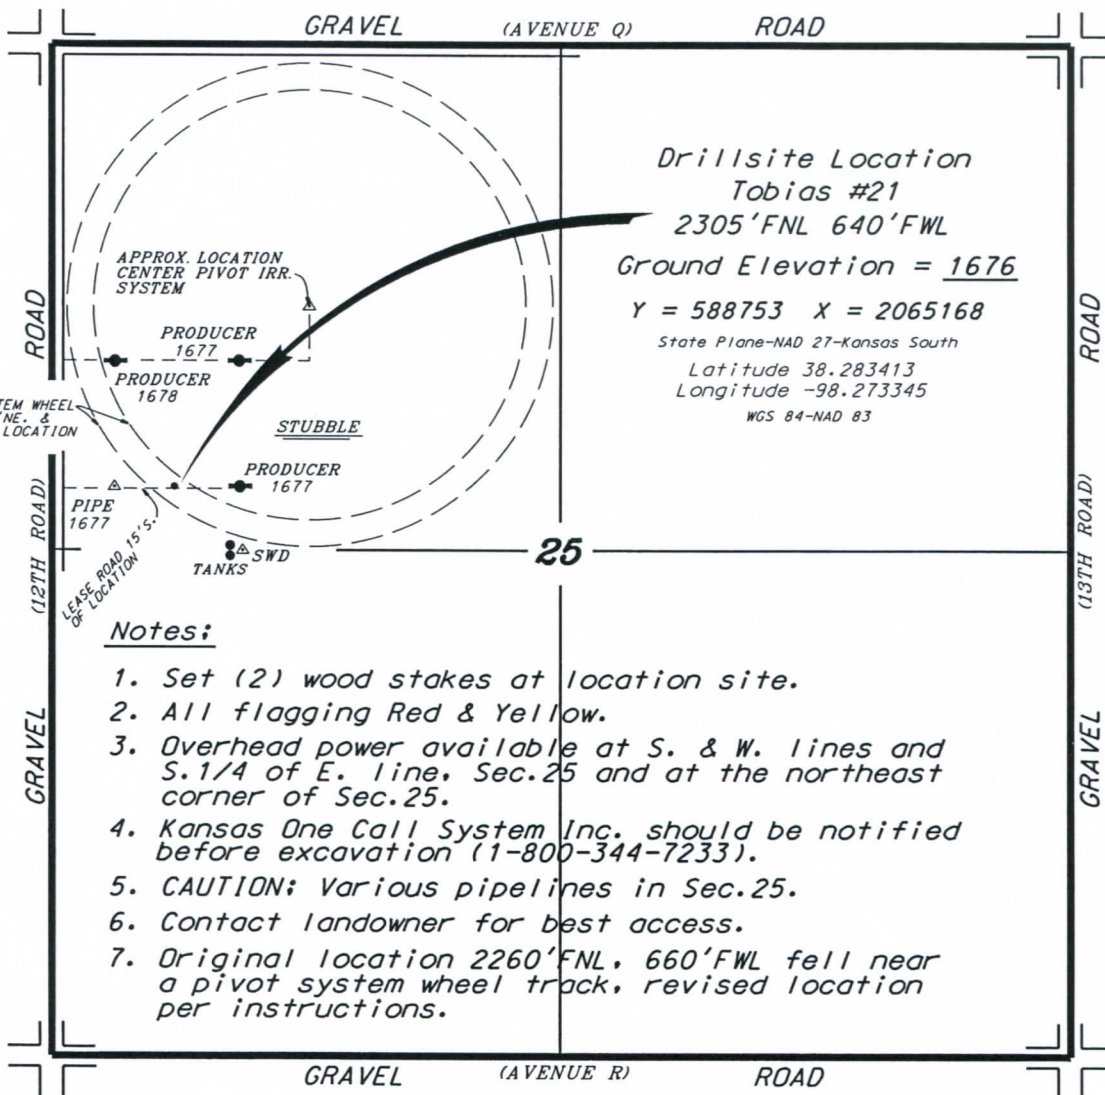 GRAVEL (AVENUE Q) ROAD
Drillsite Location
Tobias #21
2305'FNL 640'FWL
Ground Elevation = 1676
Y = 588753 X = 2065168
State Plane-NAD 27-Kansas South
Latitude 38.283413
Longitude -98.273345
WGS 84-NAD 83
APPROX. LOCATION
CENTER PIVOT IRR.
SYSTEM
PRODUCER
1677
PRODUCER
1678
WHEEL
&
LOCATION
STUBBLE
PRODUCER
1677
PIPE
1677
LEASE ROAD 15's.
OF LOCATION
TANKS
SWD
25
ROAD
(12TH ROAD)
GRAVEL
ROAD
(13TH ROAD)
GRAVEL
Notes:
1. Set (2) wood stakes at location site.
2. All flagging Red & Yellow.
3. Overhead power available at S. & W. lines and
S.1/4 of E. line, Sec.25 and at the northeast
corner of Sec.25.
4. Kansas One Call System Inc. should be notified
before excavation (1-800-344-7233).
5. CAUTION: Various pipelines in Sec.25.
6. Contact landowner for best access.
7. Original location 2260'FNL, 660'FWL fell near
a pivot system wheel track, revised location
per instructions.
GRAVEL (AVENUE R) ROAD